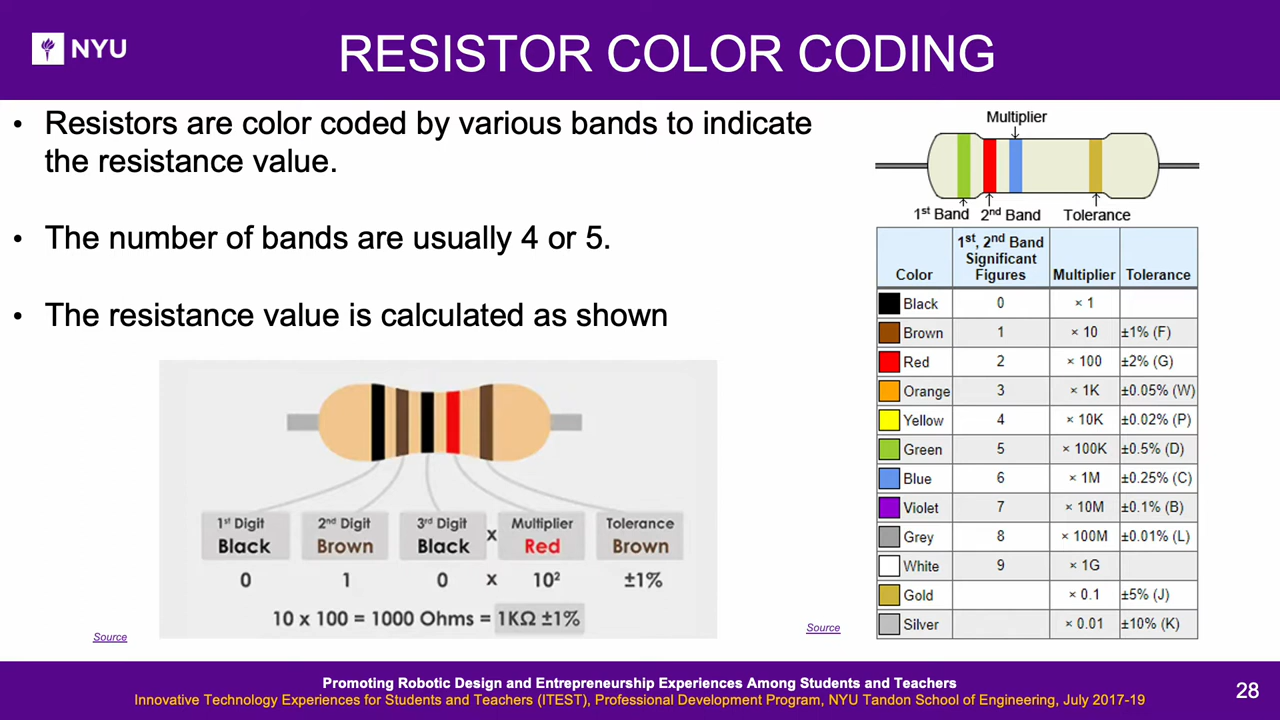 NYU
RESISTOR COLOR CODING
• Resistors are color coded by various bands to indicate
the resistance value.
• The number of bands are usually 4 or 5.
• The resistance value is calculated as shown
1st Digit 2nd Digit 3rd Digit Multiplier Tolerance
Black Brown Black x Red Brown
0 1 0 x 10² ±1%
10 x 100 = 1000 Ohms = 1KΩ ±1%
Source
Multiplier
1st Band 2nd Band Tolerance
Color 1st, 2nd Band Significant Figures Multiplier Tolerance
Black 0 × 1
Brown 1 × 10 ±1% (F)
Red 2 × 100 ±2% (G)
Orange 3 × 1K ±0.05% (W)
Yellow 4 × 10K ±0.02% (P)
Green 5 × 100K ±0.5% (D)
Blue 6 × 1M ±0.25% (C)
Violet 7 × 10M ±0.1% (B)
Grey 8 × 100M ±0.01% (L)
White 9 × 1G
Gold × 0.1 ±5% (J)
Silver × 0.01 ±10% (K)
Source
Promoting Robotic Design and Entrepreneurship Experiences Among Students and Teachers
Innovative Technology Experiences for Students and Teachers (ITEST), Professional Development Program, NYU Tandon School of Engineering, July 2017-19
28